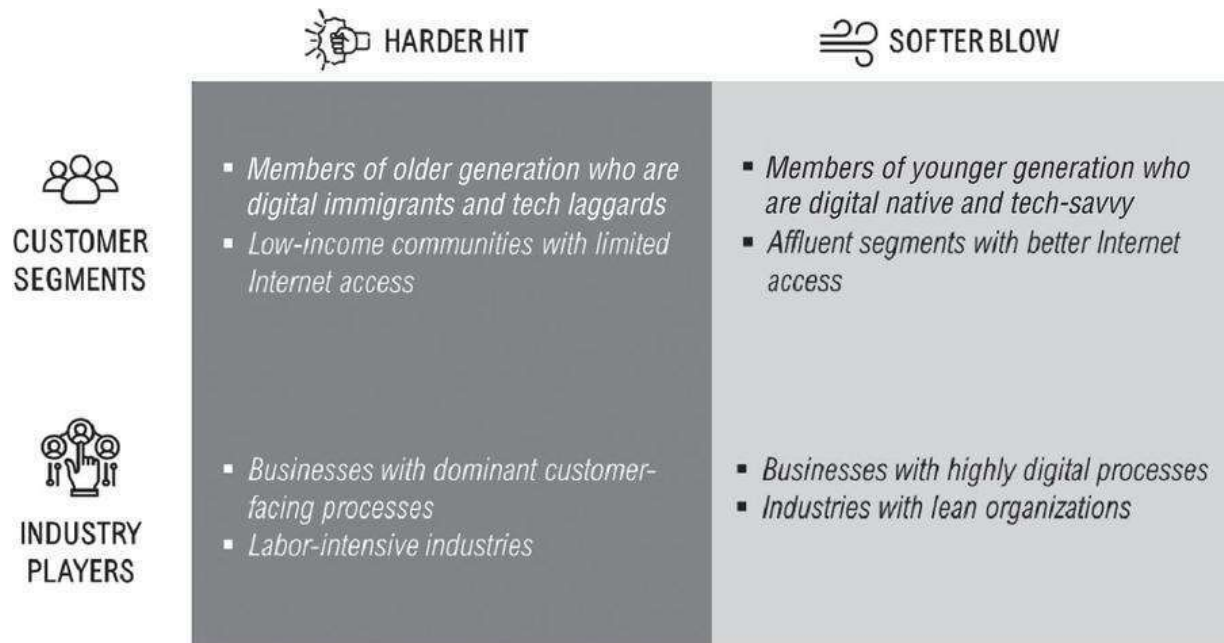 HARDER HIT
SOFTER BLOW
CUSTOMER
SEGMENTS
▪ Members of older generation who are
digital immigrants and tech laggards
▪ Low-income communities with limited
Internet access
▪ Members of younger generation who
are digital native and tech-savvy
▪ Affluent segments with better Internet
access
INDUSTRY
PLAYERS
▪ Businesses with dominant customer-
facing processes
▪ Labor-intensive industries
▪ Businesses with highly digital processes
▪ Industries with lean organizations